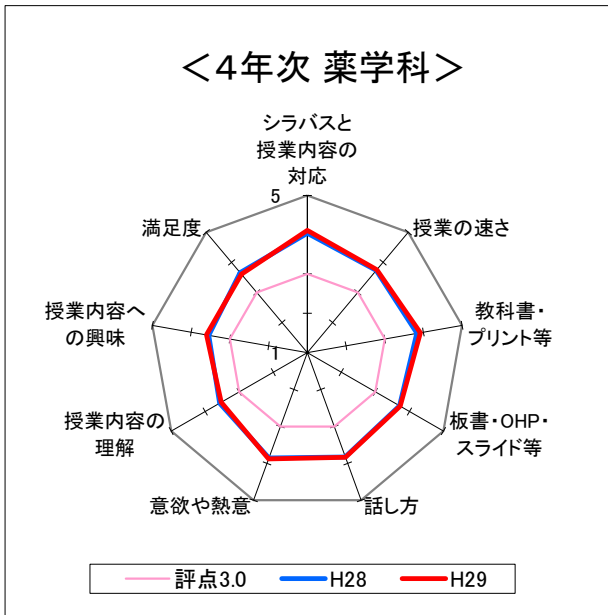 ＜4年次 薬学科＞
シラバスと
授業内容の
対応
5
授業の速さ
教科書・
プリント等
板書・OHP・
スライド等
話し方
意欲や熱意
授業内容の
理解
授業内容へ
の興味
満足度
1
評点3.0
H28
H29